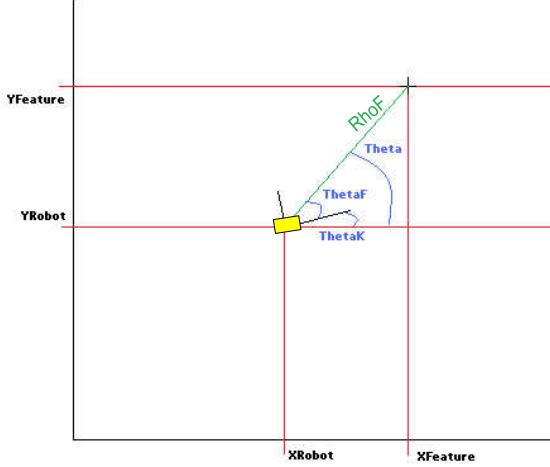 RhoF
YFeature
Theta
ThetaF
YRobot
ThetaK
XRobot
XFeature